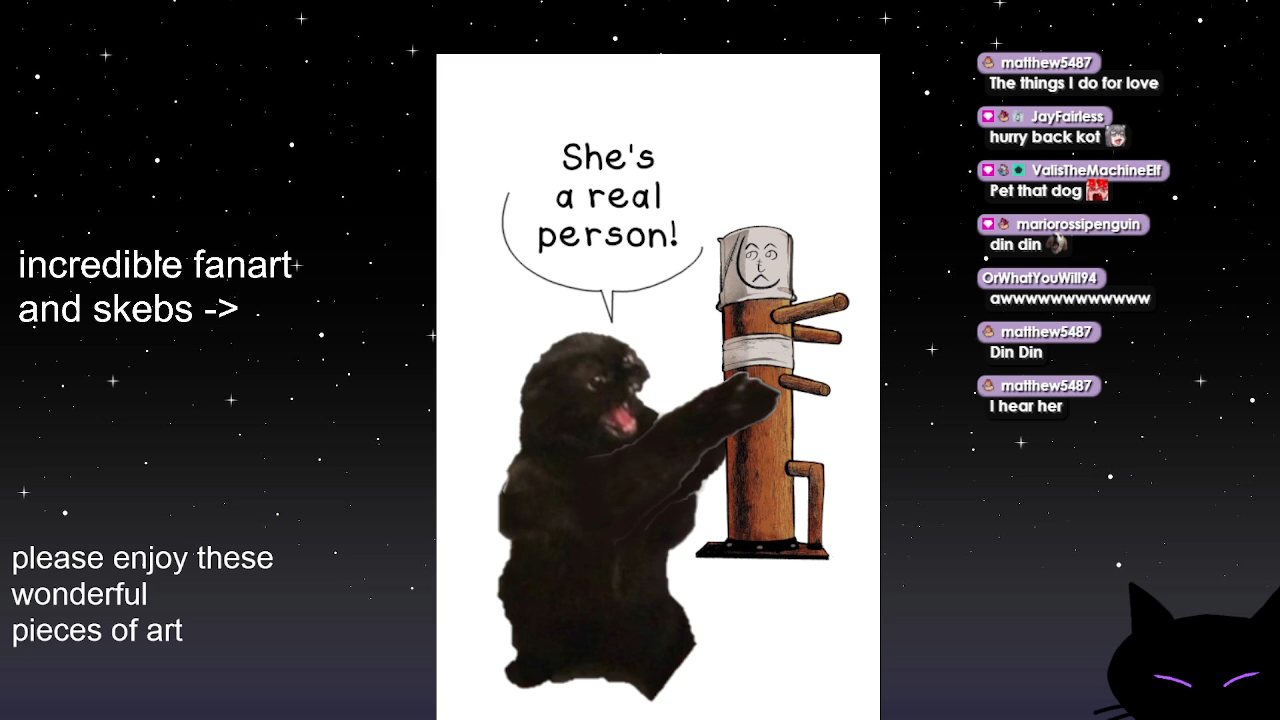 incredible fanart
and skebs ->
please enjoy these
wonderful
pieces of art
She's
a real
person!
matthew5487
The things I do for love
JayFairless
hurry back kot
ValisTheMachineElf
Pet that dog
mariorossipenguin
din din
OrWhatYouWill94
awwwwwwwwwwww
matthew5487
Din Din
matthew5487
I hear her